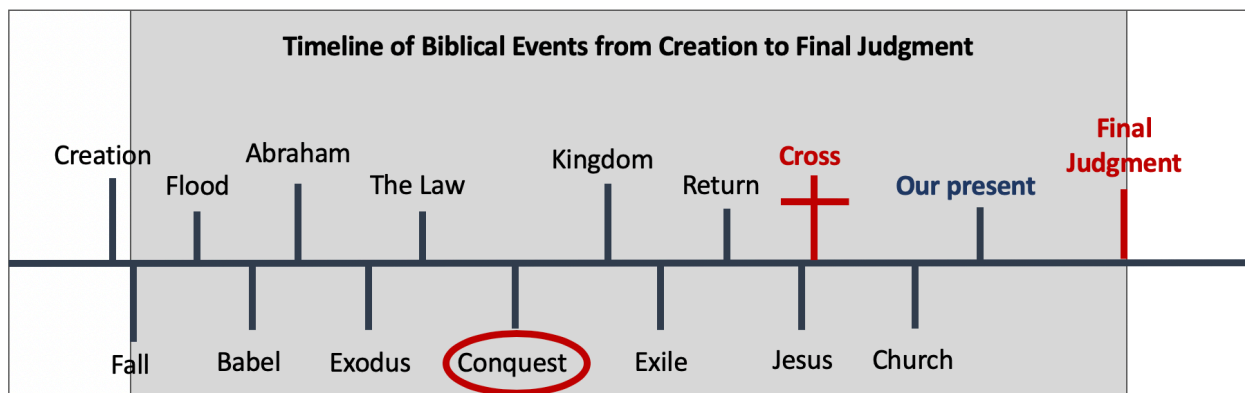 Timeline of Biblical Events from Creation to Final Judgment
Creation
Flood
Abraham
The Law
Kingdom
Return
Cross
Our present
Final
Judgment
Fall
Babel
Exodus
Conquest
Exile
Jesus
Church